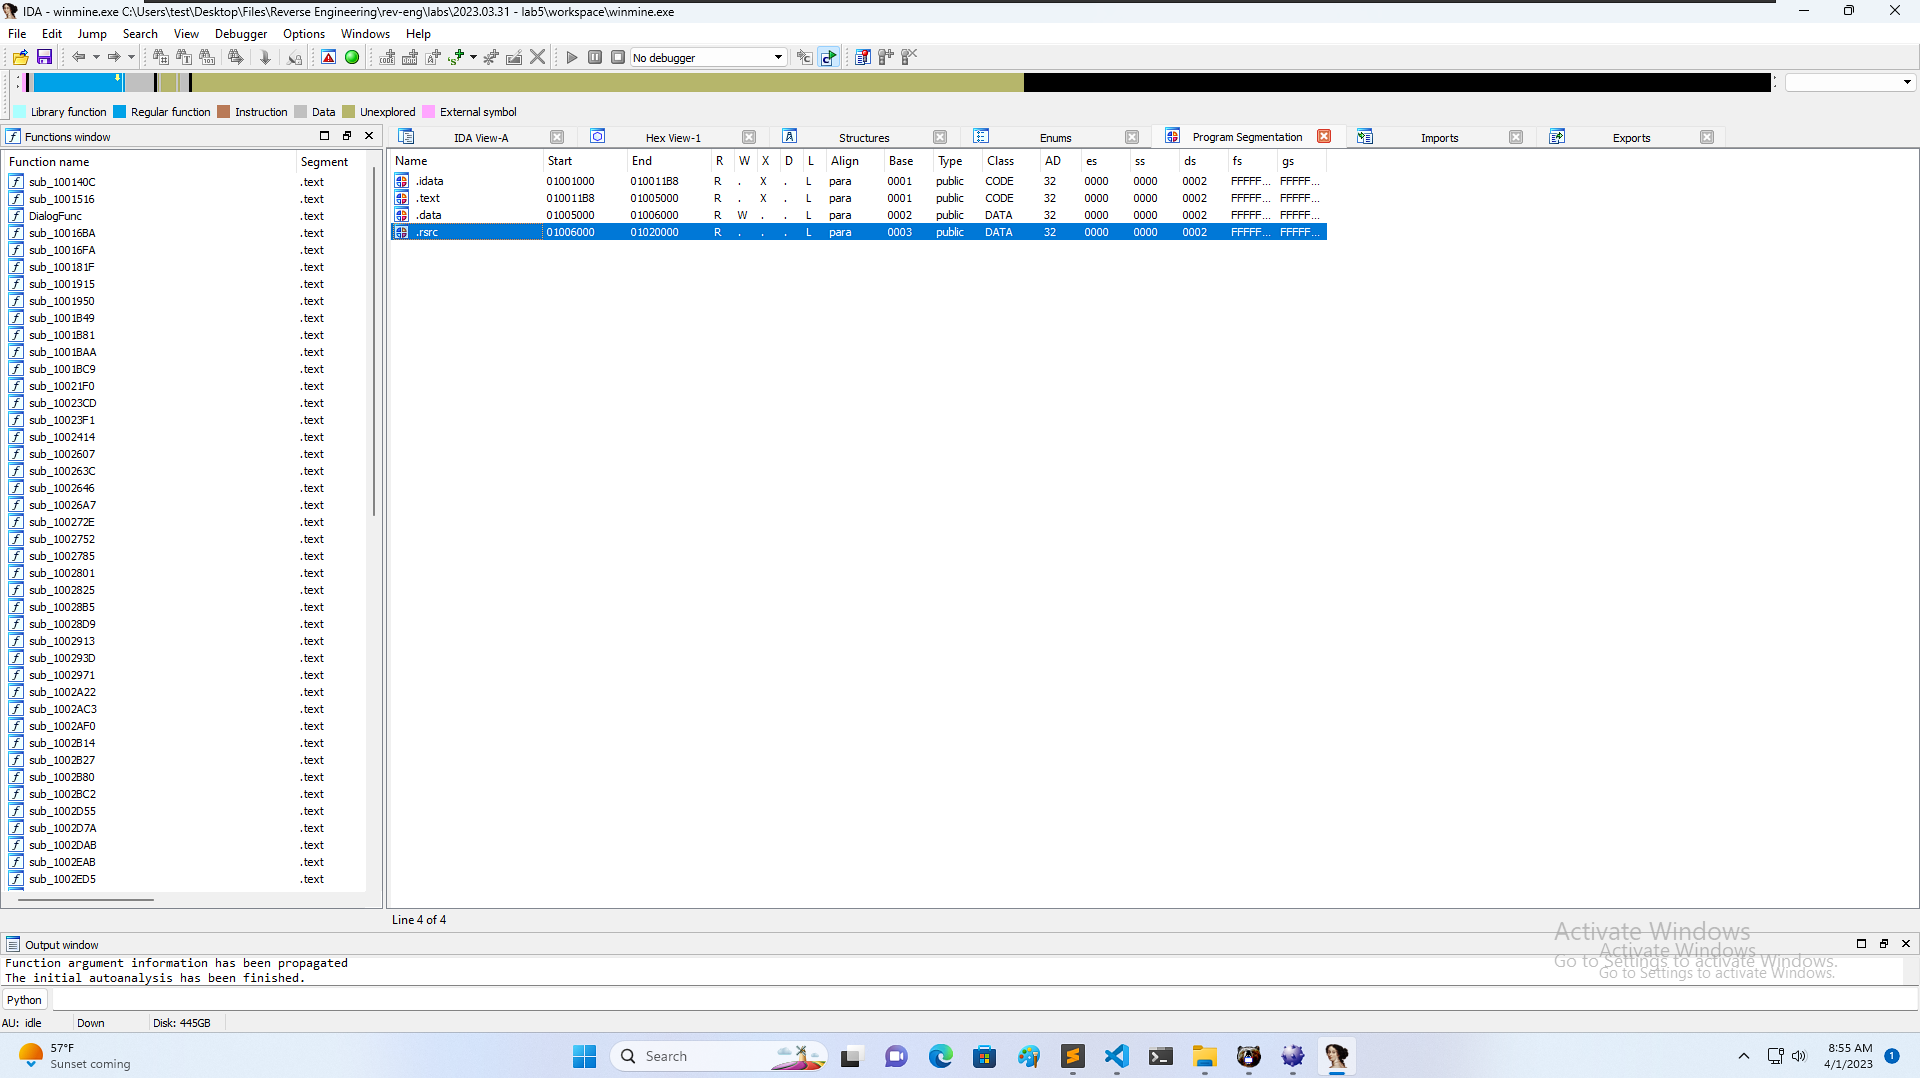 IDA - winmine.exe C:\Users\test\Desktop\Files\Reverse Engineering\rev-eng\labs\2023.03.31 - lab5\workspace\winmine.exe
File Edit Jump Search View Debugger Options Windows Help
No debugger
Library function Regular function Instruction Data Unexplored External symbol
Functions window
IDA View-A Hex View-1 Structures Enums Program Segmentation Imports Exports
Function name Segment
sub_100140C .text
sub_1001516 .text
DialogFunc .text
sub_10016BA .text
sub_10016FA .text
sub_100181F .text
sub_1001915 .text
sub_1001950 .text
sub_1001B49 .text
sub_1001B81 .text
sub_1001BAA .text
sub_1001BC9 .text
sub_10021F0 .text
sub_10023CD .text
sub_10023F1 .text
sub_1002414 .text
sub_1002607 .text
sub_100263C .text
sub_1002646 .text
sub_10026A7 .text
sub_100272E .text
sub_1002752 .text
sub_1002785 .text
sub_1002801 .text
sub_1002825 .text
sub_10028B5 .text
sub_10028D9 .text
sub_1002913 .text
sub_100293D .text
sub_1002971 .text
sub_1002A22 .text
sub_1002AC3 .text
sub_1002AF0 .text
sub_1002B14 .text
sub_1002B27 .text
sub_1002B80 .text
sub_1002BC2 .text
sub_1002D55 .text
sub_1002D7A .text
sub_1002DAB .text
sub_1002EAB .text
sub_1002ED5 .text
Name Start End R W X D L Align Base Type Class AD es ss ds fs gs
.idata 01001000 010011B8 R . X . L para 0001 public CODE 32 0000 0000 0002 FFFFF... FFFFF...
.text 010011B8 01005000 R . X . L para 0001 public CODE 32 0000 0000 0002 FFFFF... FFFFF...
.data 01005000 01006000 R W . . L para 0002 public DATA 32 0000 0000 0002 FFFFF... FFFFF...
.rsrc 01006000 01020000 R . . . L para 0003 public DATA 32 0000 0000 0002 FFFFF... FFFFF...
Line 4 of 4
Output window
Function argument information has been propagated
The initial autoanalysis has been finished.
Python
AU: idle Down Disk: 445GB
Activate Windows
Go to Settings to activate Windows.
Activate Windows
Go to Settings to activate Windows.
57°F
Sunset coming
Search
8:55 AM
4/1/2023
1